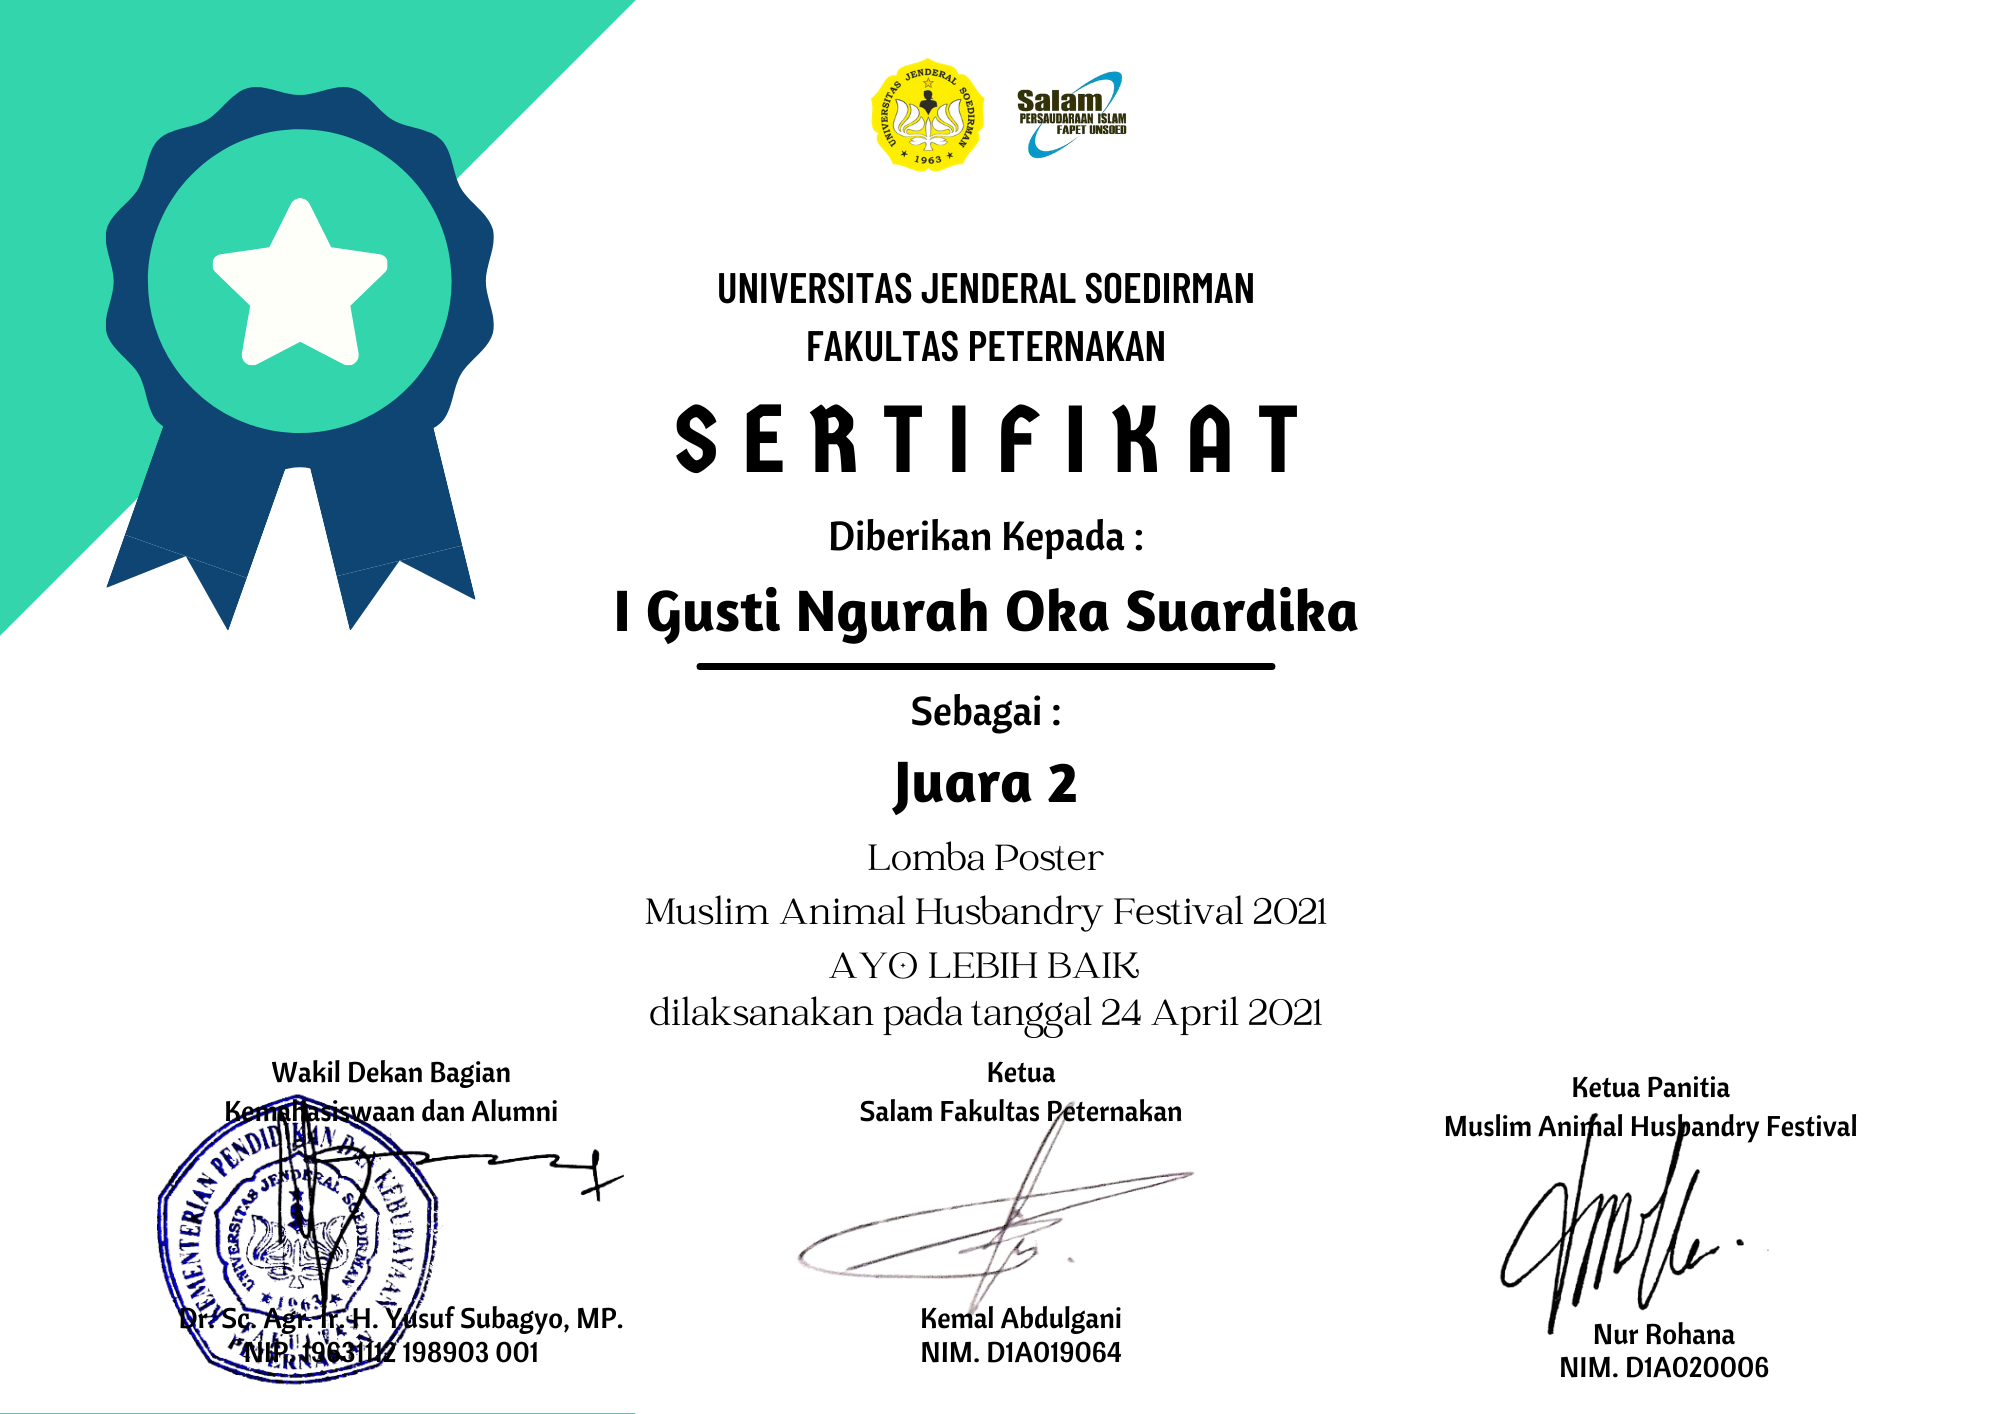 UNIVERSITAS JENDERAL SOEDIRMAN
★ 1963 ★
Salam
PERSAUDARAAN ISLAM
FAPET UNSOED
UNIVERSITAS JENDERAL SOEDIRMAN
FAKULTAS PETERNAKAN
SERTIFIKAT
Diberikan Kepada :
I Gusti Ngurah Oka Suardika
Sebagai :
Juara 2
Lomba Poster
Muslim Animal Husbandry Festival 2021
AYO LEBIH BAIK
dilaksanakan pada tanggal 24 April 2021
Wakil Dekan Bagian
Kemahasiswaan dan Alumni
KEMENTERIAN PENDIDIKAN DAN KEBUDAYAAN
UNIVERSITAS JENDERAL SOEDIRMAN
★ 1963 ★
FAKULTAS
PETERNAKAN
Dr. Sc. Agr. Ir. H. Yusuf Subagyo, MP.
NIP. 19631112 198903 001
Ketua
Salam Fakultas Peternakan
Kemal Abdulgani
NIM. D1A019064
Ketua Panitia
Muslim Animal Husbandry Festival
Nur Rohana
NIM. D1A020006